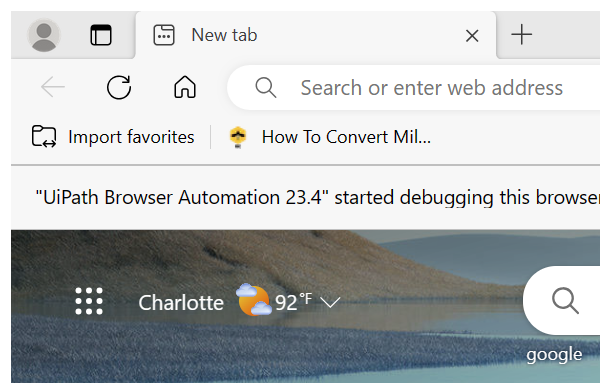 New tab
Search or enter web address
Import favorites How To Convert Mil...
"UiPath Browser Automation 23.4" started debugging this browser
Charlotte 92 °F
google